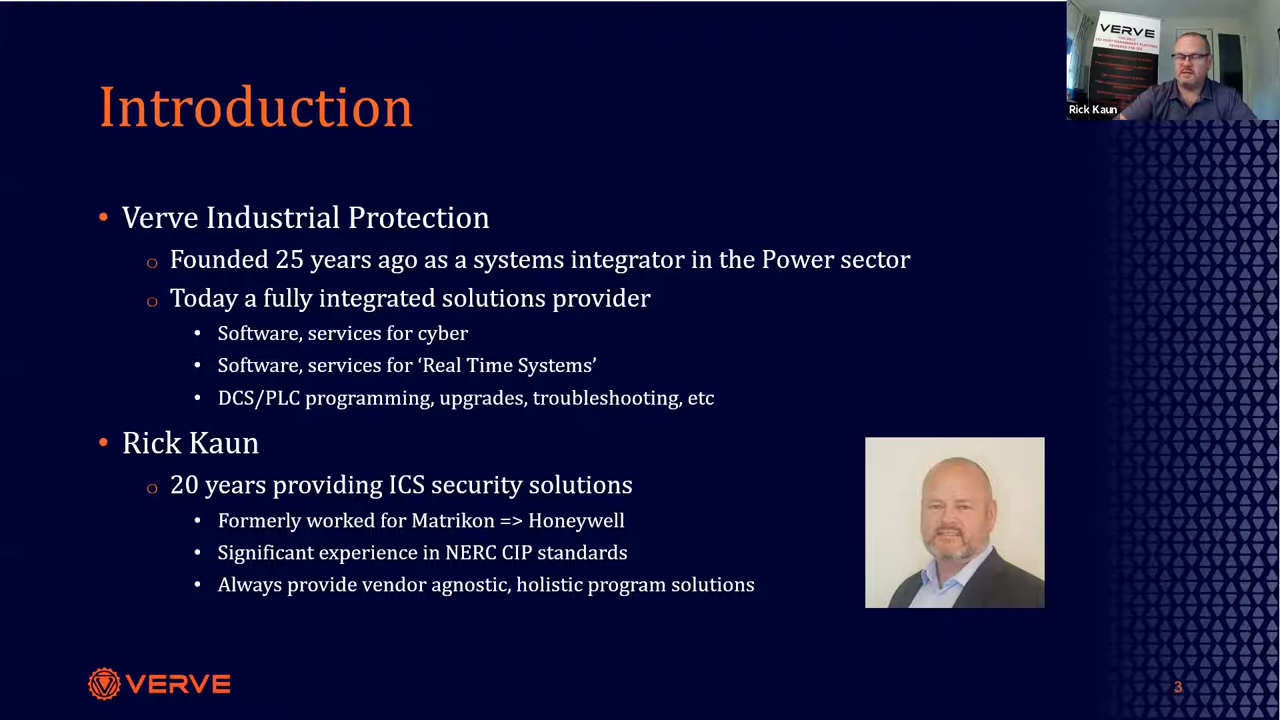 Introduction
• Verve Industrial Protection
o Founded 25 years ago as a systems integrator in the Power sector
o Today a fully integrated solutions provider
• Software, services for cyber
• Software, services for ‘Real Time Systems’
• DCS/PLC programming, upgrades, troubleshooting, etc
• Rick Kaun
o 20 years providing ICS security solutions
• Formerly worked for Matrikon => Honeywell
• Significant experience in NERC CIP standards
• Always provide vendor agnostic, holistic program solutions
VERVE
3
VERVE
Rick Kaun